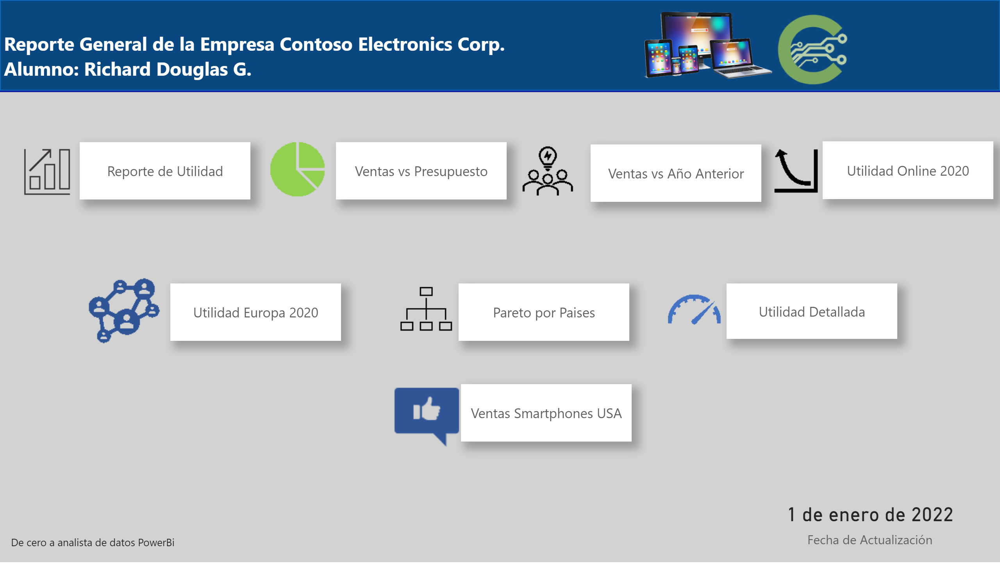 Reporte General de la Empresa Contoso Electronics Corp.
Alumno: Richard Douglas G.
Reporte de Utilidad
Ventas vs Presupuesto
Ventas vs Año Anterior
Utilidad Online 2020
Utilidad Europa 2020
Pareto por Paises
Utilidad Detallada
Ventas Smartphones USA
1 de enero de 2022
Fecha de Actualización
De cero a analista de datos PowerBi